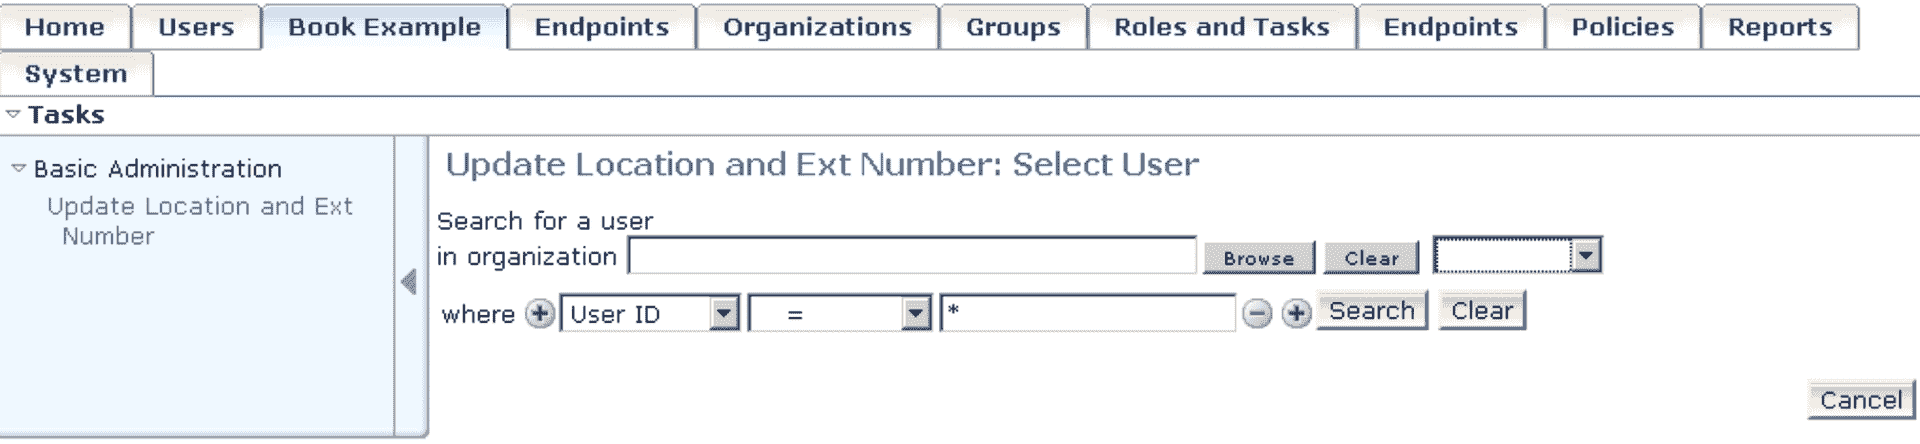 Home Users Book Example Endpoints Organizations Groups Roles and Tasks Endpoints Policies Reports
System
Tasks
Basic Administration
Update Location and Ext
Number
Update Location and Ext Number: Select User
Search for a user
in organization Browse Clear
where User ID = * Search Clear
Cancel